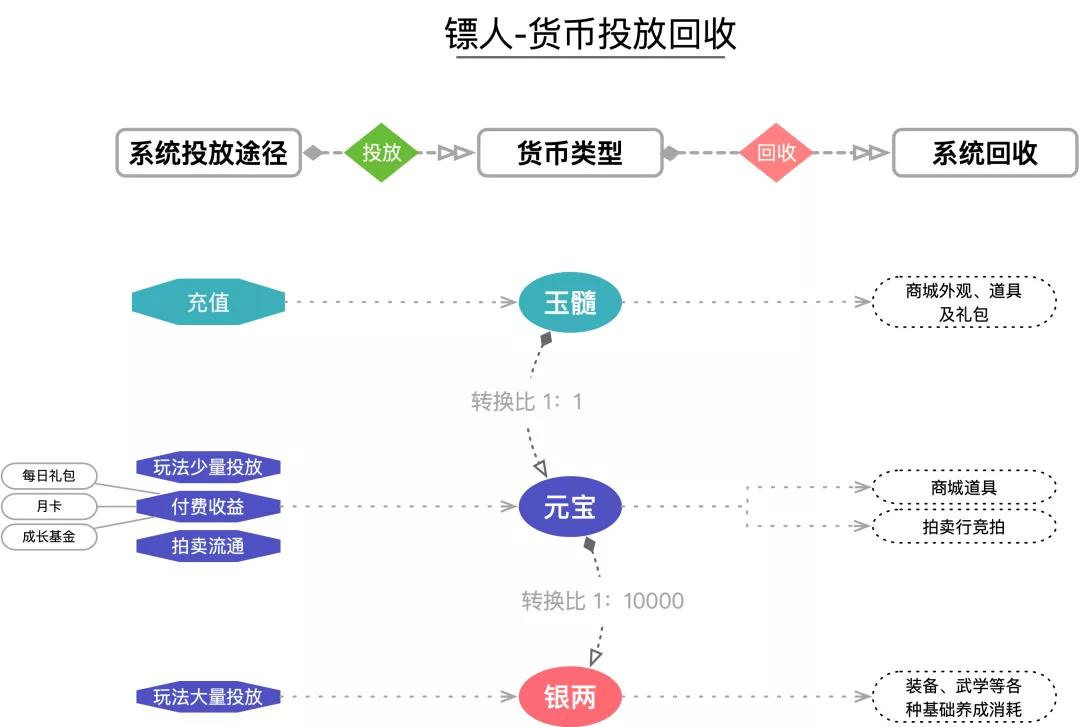 镖人-货币投放回收
系统投放途径
投放
货币类型
回收
系统回收
充值
玉髓
商城外观、道具
及礼包
转换比 1：1
每日礼包
月卡
成长基金
玩法少量投放
付费收益
拍卖流通
元宝
商城道具
拍卖行竞拍
转换比 1：10000
玩法大量投放
银两
装备、武学等各
种基础养成消耗